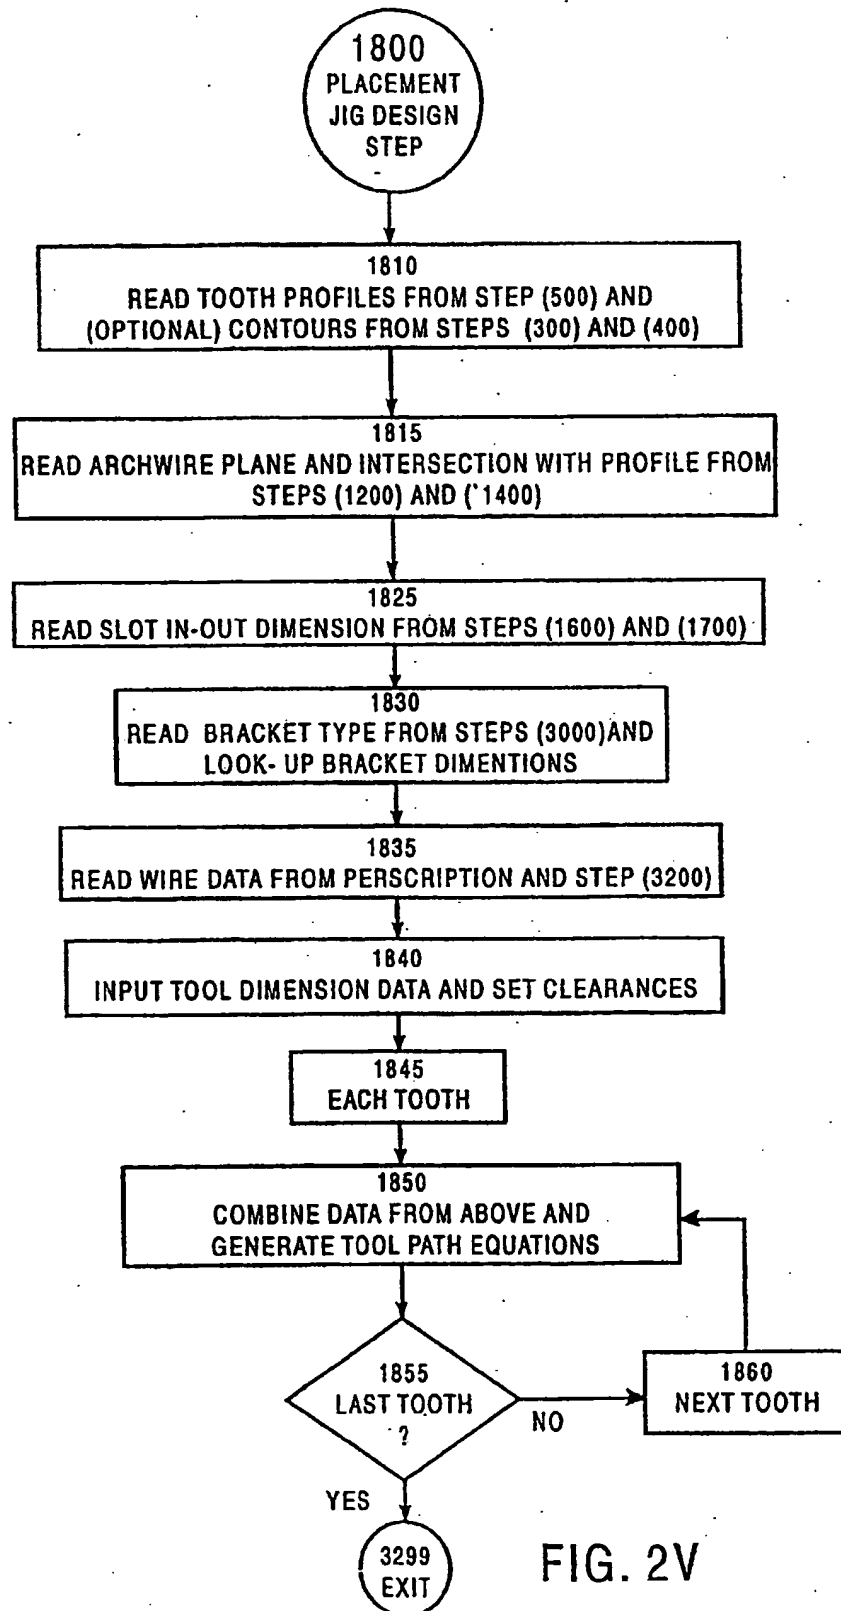 1800
PLACEMENT
JIG DESIGN
STEP
1810
READ TOOTH PROFILES FROM STEP (500) AND
(OPTIONAL) CONTOURS FROM STEPS (300) AND (400)
1815
READ ARCHWIRE PLANE AND INTERSECTION WITH PROFILE FROM
STEPS (1200) AND (1400)
1825
READ SLOT IN-OUT DIMENSION FROM STEPS (1600) AND (1700)
1830
READ BRACKET TYPE FROM STEPS (3000)AND
LOOK- UP BRACKET DIMENTIONS
1835
READ WIRE DATA FROM PERSCRIPTION AND STEP (3200)
1840
INPUT TOOL DIMENSION DATA AND SET CLEARANCES
1845
EACH TOOTH
1850
COMBINE DATA FROM ABOVE AND
GENERATE TOOL PATH EQUATIONS
1855
LAST TOOTH
?
NO
1860
NEXT TOOTH
YES
3299
EXIT
FIG. 2V